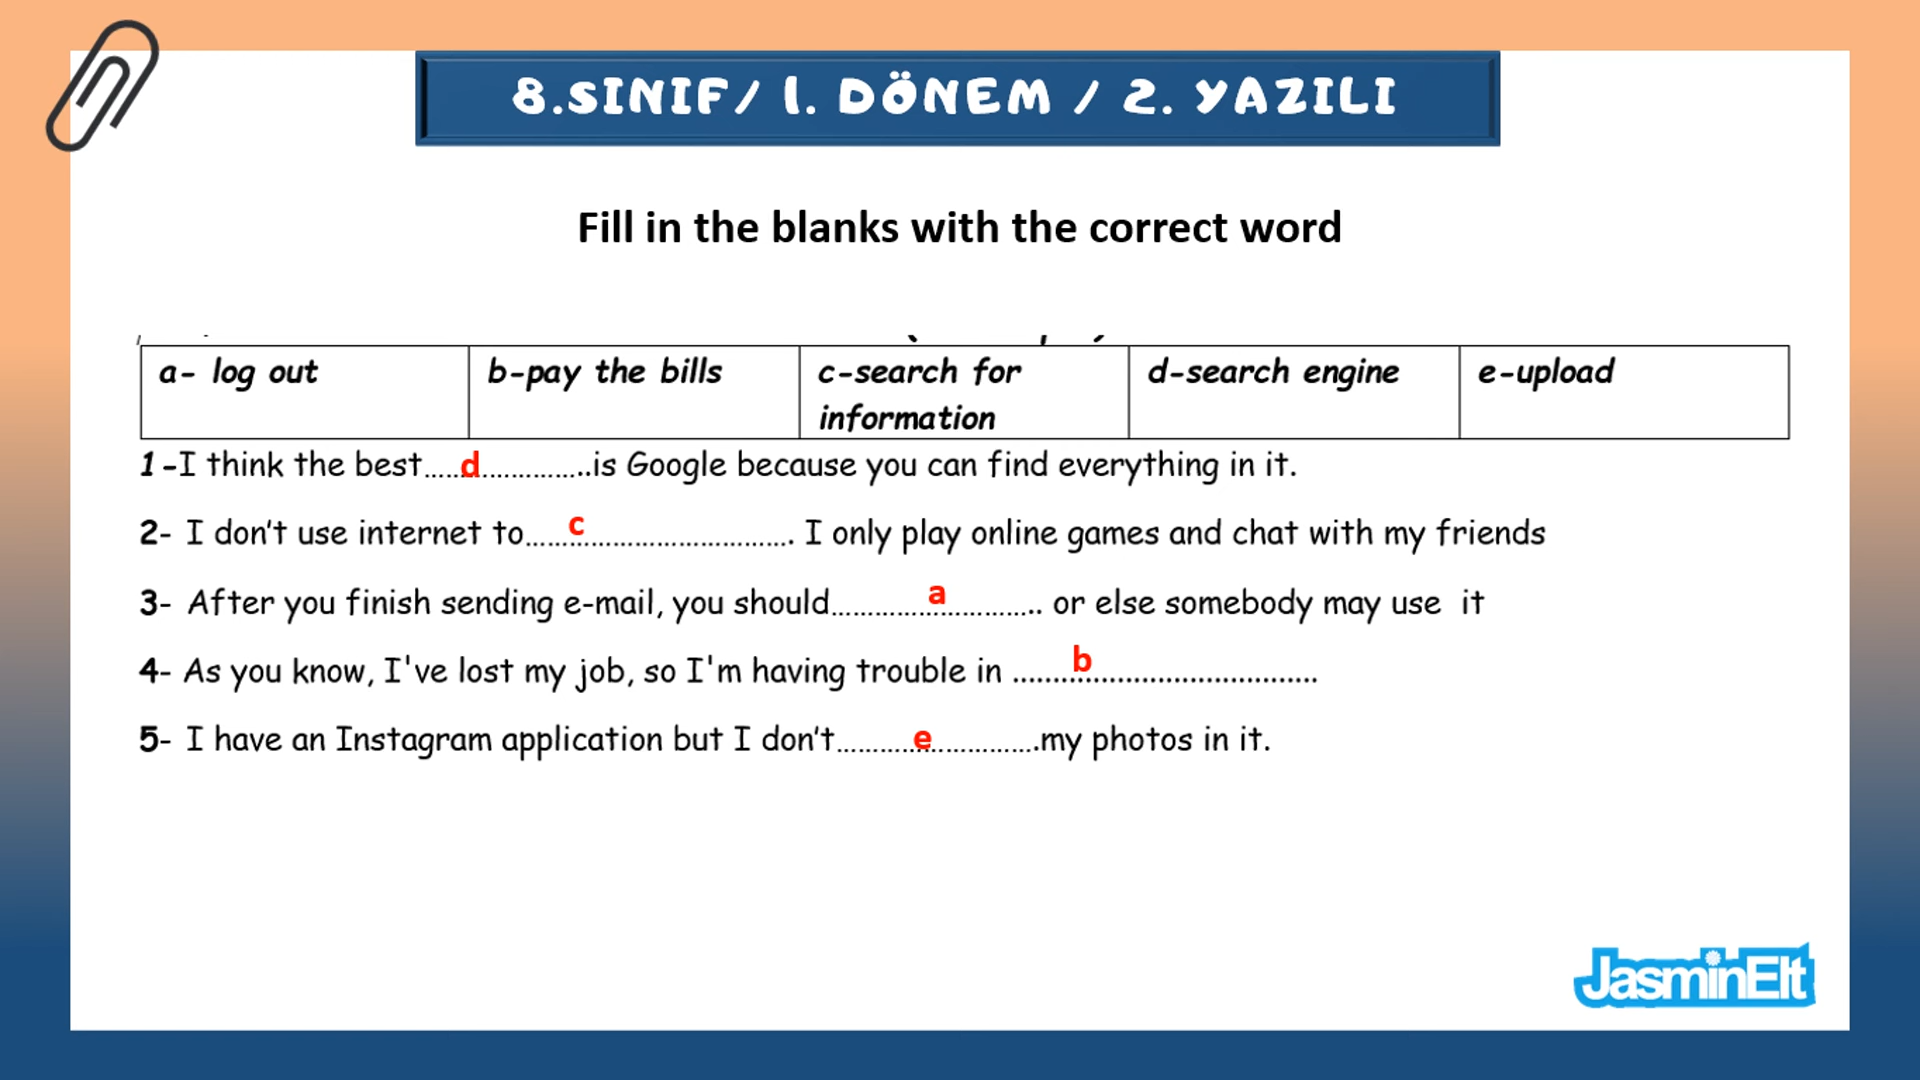 8.SINIF/ 1. DÖNEM / 2. YAZILI
Fill in the blanks with the correct word
a- log out b-pay the bills c-search for information d-search engine e-upload
1-I think the best......d..............is Google because you can find everything in it.
2- I don't use internet to......c........................... I only play online games and chat with my friends
3- After you finish sending e-mail, you should............a............. or else somebody may use it
4- As you know, I've lost my job, so I'm having trouble in .......b..............................
5- I have an Instagram application but I don't..........e..............my photos in it.
JasminElt